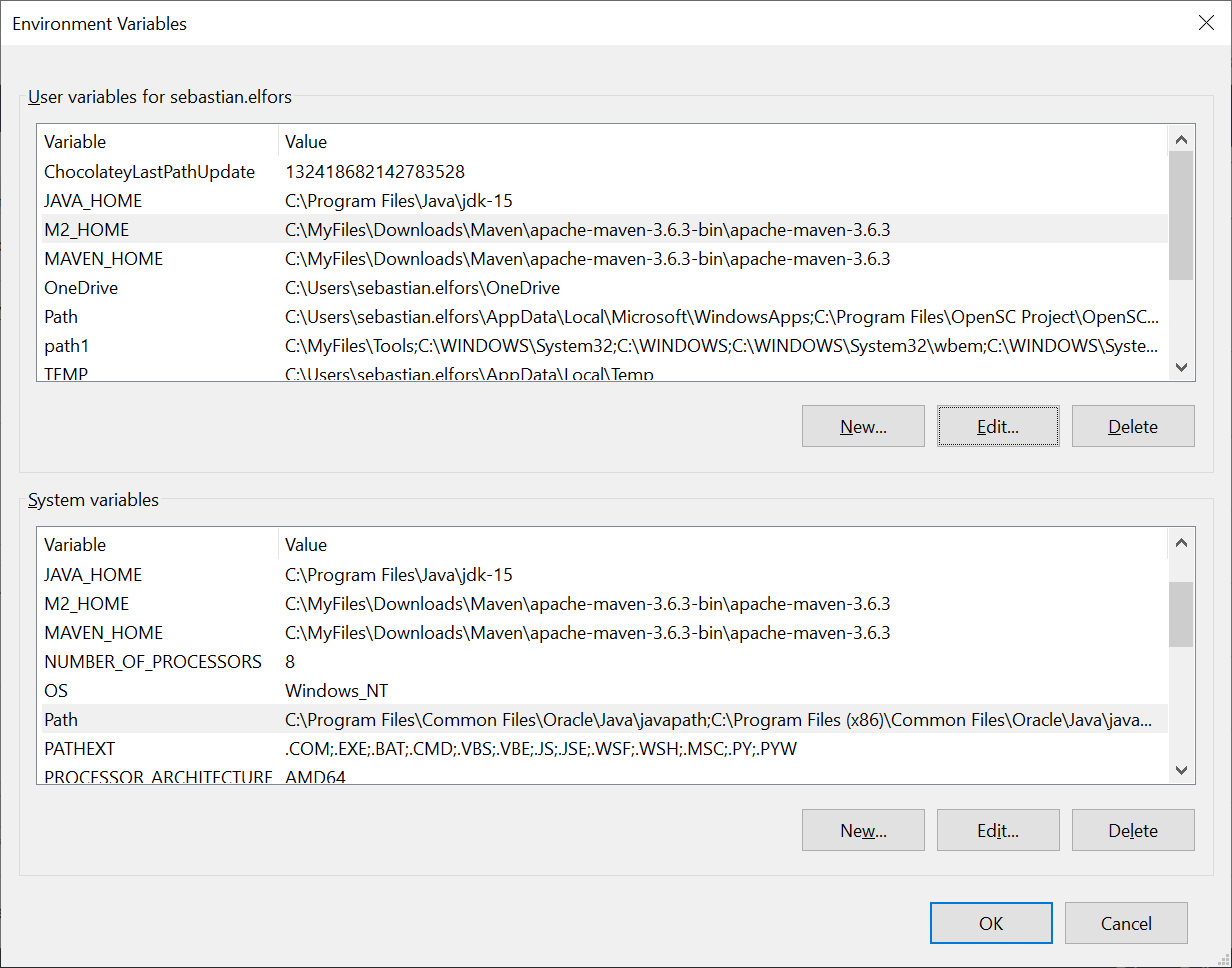 Environment Variables
User variables for sebastian.elfors
Variable Value
ChocolateyLastPathUpdate 132418682142783528
JAVA_HOME C:\Program Files\Java\jdk-15
M2_HOME C:\MyFiles\Downloads\Maven\apache-maven-3.6.3-bin\apache-maven-3.6.3
MAVEN_HOME C:\MyFiles\Downloads\Maven\apache-maven-3.6.3-bin\apache-maven-3.6.3
OneDrive C:\Users\sebastian.elfors\OneDrive
Path C:\Users\sebastian.elfors\AppData\Local\Microsoft\WindowsApps;C:\Program Files\OpenSC Project\OpenSC...
path1 C:\MyFiles\Tools;C:\WINDOWS\System32;C:\WINDOWS;C:\WINDOWS\System32\wbem;C:\WINDOWS\Syste...
TEMP C:\Users\sebastian.elfors\AppData\Local\Temp
New... Edit... Delete
System variables
Variable Value
JAVA_HOME C:\Program Files\Java\jdk-15
M2_HOME C:\MyFiles\Downloads\Maven\apache-maven-3.6.3-bin\apache-maven-3.6.3
MAVEN_HOME C:\MyFiles\Downloads\Maven\apache-maven-3.6.3-bin\apache-maven-3.6.3
NUMBER_OF_PROCESSORS 8
OS Windows_NT
Path C:\Program Files\Common Files\Oracle\Java\javapath;C:\Program Files (x86)\Common Files\Oracle\Java\java...
PATHEXT .COM;.EXE;.BAT;.CMD;.VBS;.VBE;.JS;.JSE;.WSF;.WSH;.MSC;.PY;.PYW
PROCESSOR_ARCHITECTURE AMD64
New... Edit... Delete
OK Cancel